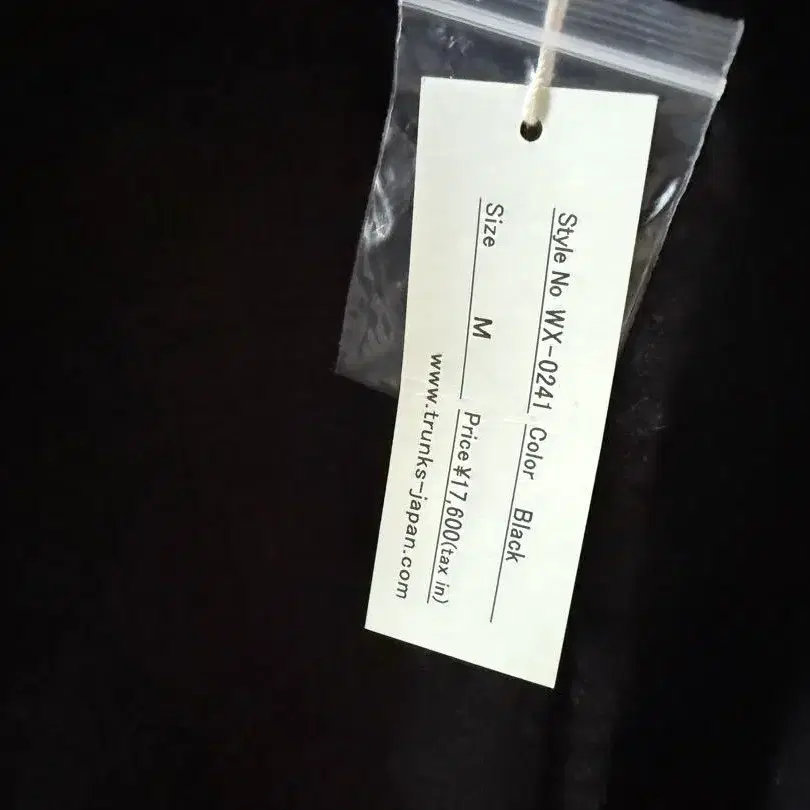 Style No WX-0241 Color Black
Size M Price ¥17,600(tax in)
www.trunks-japan.com